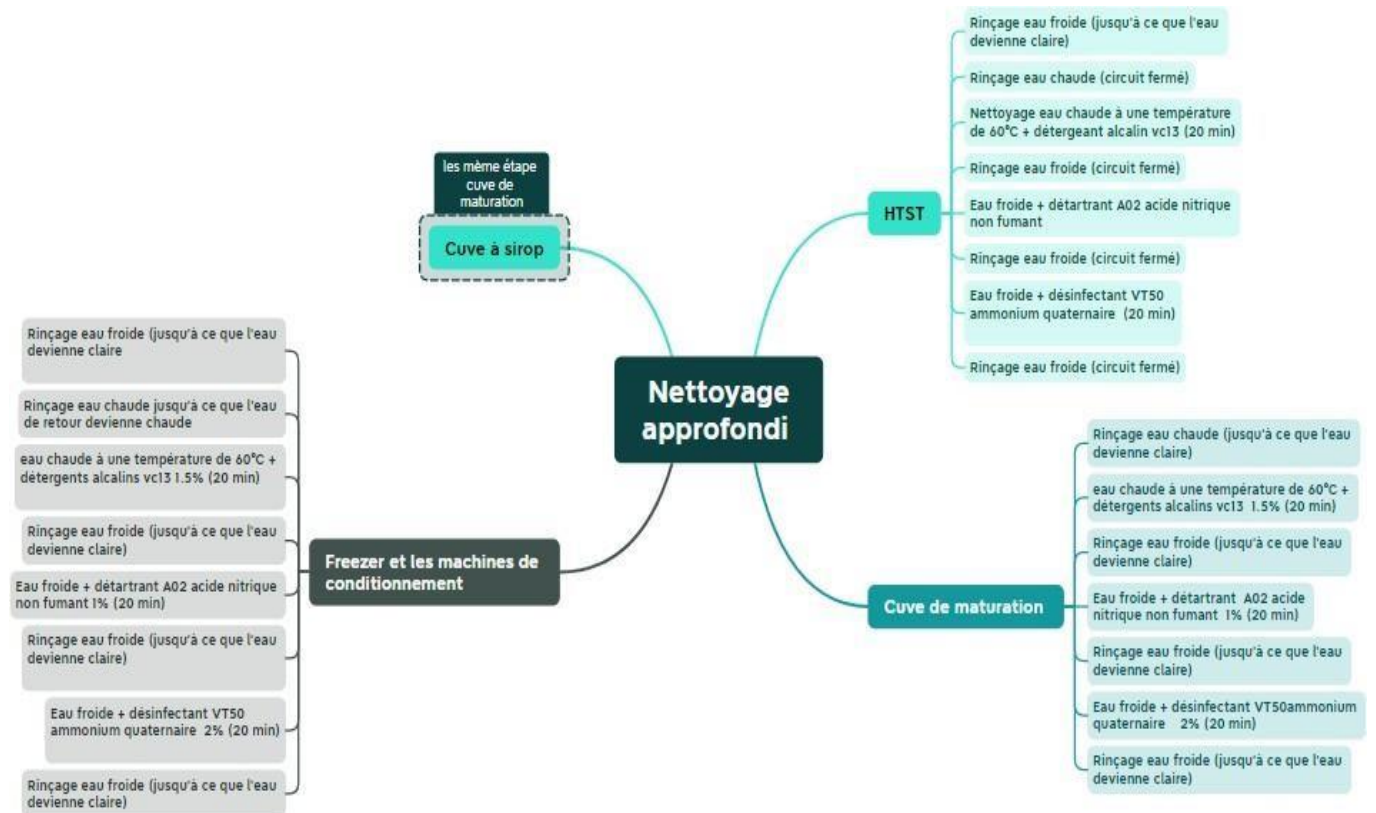 Nettoyage
approfondi
HTST
Rinçage eau froide (jusqu'à ce que l'eau
devienne claire)
Rinçage eau chaude (circuit fermé)
Nettoyage eau chaude à une température
de 60°C + détergeant alcalin vc13 (20 min)
Rinçage eau froide (circuit fermé)
Eau froide + détartrant A02 acide nitrique
non fumant
Rinçage eau froide (circuit fermé)
Eau froide + désinfectant VT50
ammonium quaternaire (20 min)
Rinçage eau froide (circuit fermé)
Cuve de maturation
Rinçage eau chaude (jusqu'à ce que l'eau
devienne claire)
eau chaude à une température de 60°C +
détergents alcalins vc13 1.5% (20 min)
Rinçage eau froide (jusqu'à ce que l'eau
devienne claire)
Eau froide + détartrant A02 acide
nitrique non fumant 1% (20 min)
Rinçage eau froide (jusqu'à ce que l'eau
devienne claire)
Eau froide + désinfectant VT50ammonium
quaternaire 2% (20 min)
Rinçage eau froide (jusqu'à ce que l'eau
devienne claire)
les même étape
cuve de
maturation
Cuve à sirop
Freezer et les machines de
conditionnement
Rinçage eau froide (jusqu'à ce que l'eau
devienne claire
Rinçage eau chaude jusqu'à ce que l'eau
de retour devienne chaude
eau chaude à une température de 60°C +
détergents alcalins vc13 1.5% (20 min)
Rinçage eau froide (jusqu'à ce que l'eau
devienne claire)
Eau froide + détartrant A02 acide nitrique
non fumant 1% (20 min)
Rinçage eau froide (jusqu'à ce que l'eau
devienne claire)
Eau froide + désinfectant VT50
ammonium quaternaire 2% (20 min)
Rinçage eau froide (jusqu'à ce que l'eau
devienne claire)